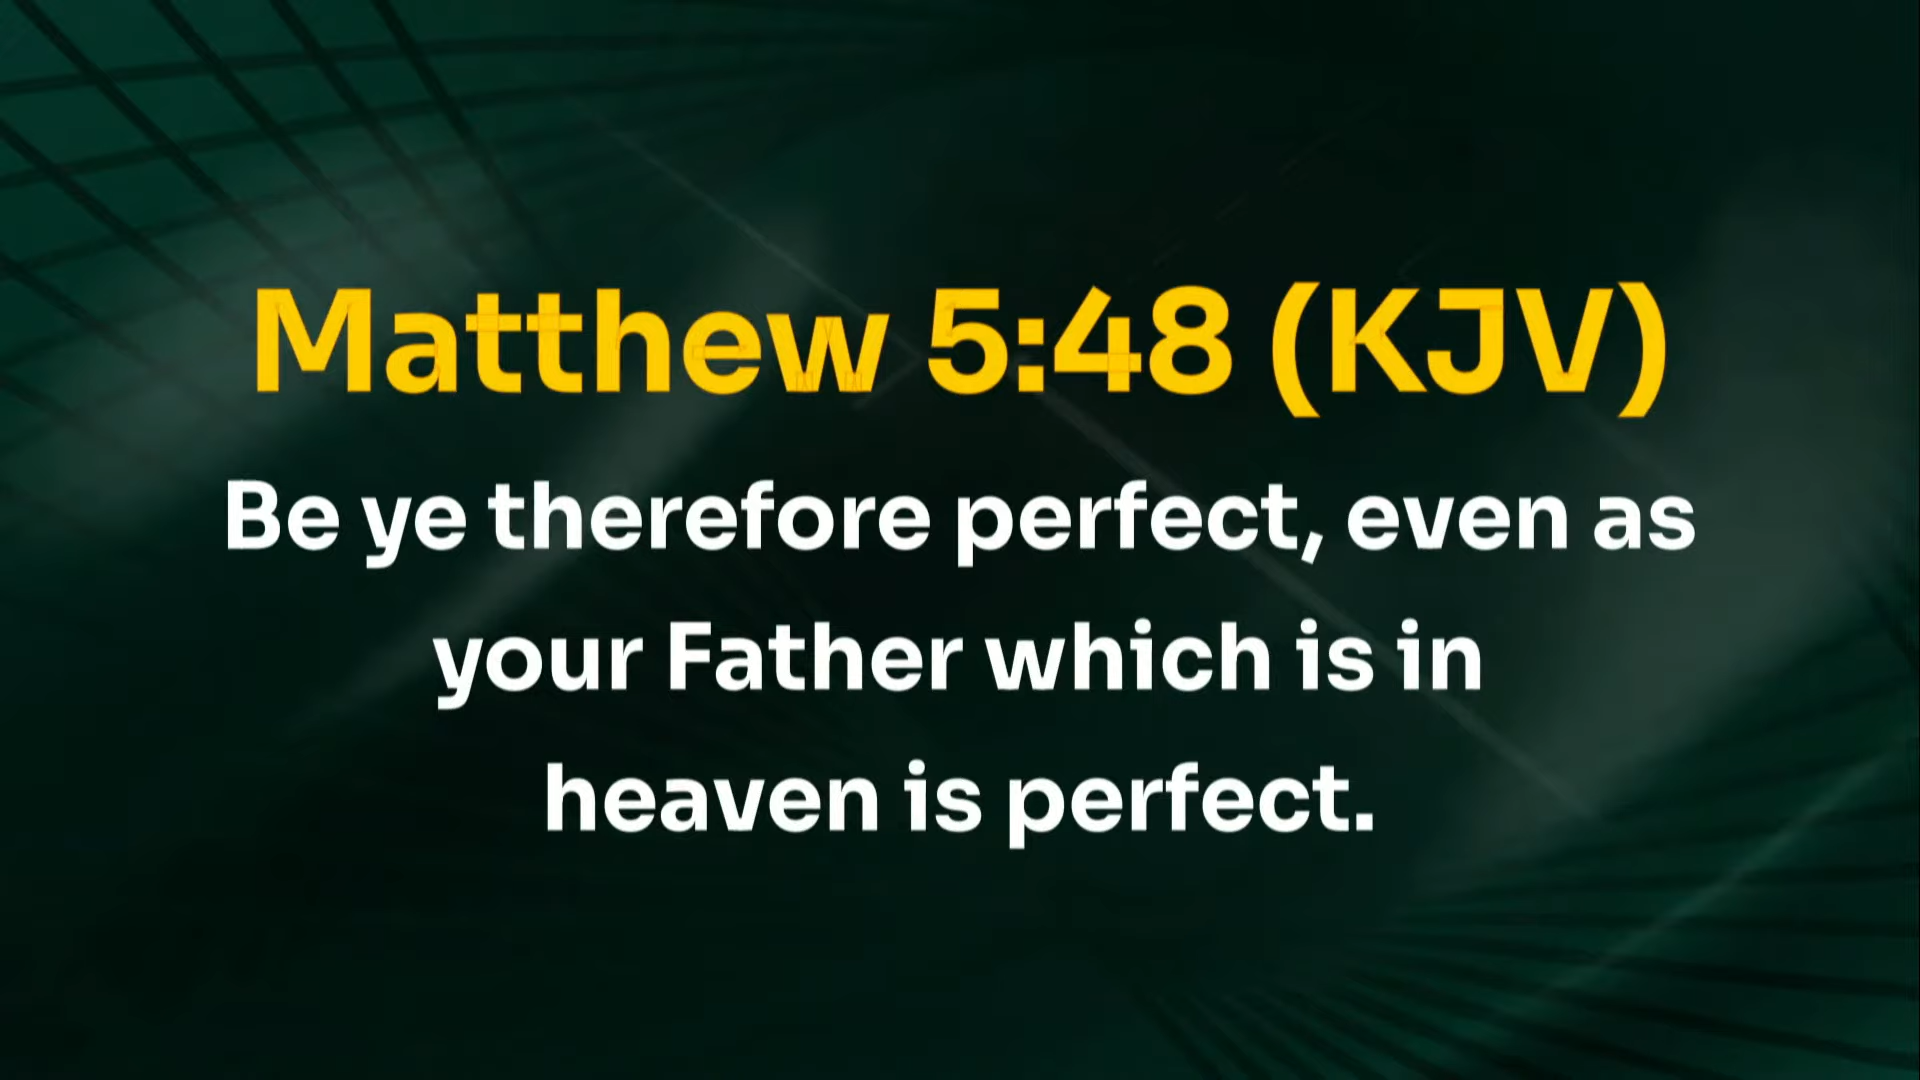 Matthew 5:48 (KJV)
Be ye therefore perfect, even as
your Father which is in
heaven is perfect.